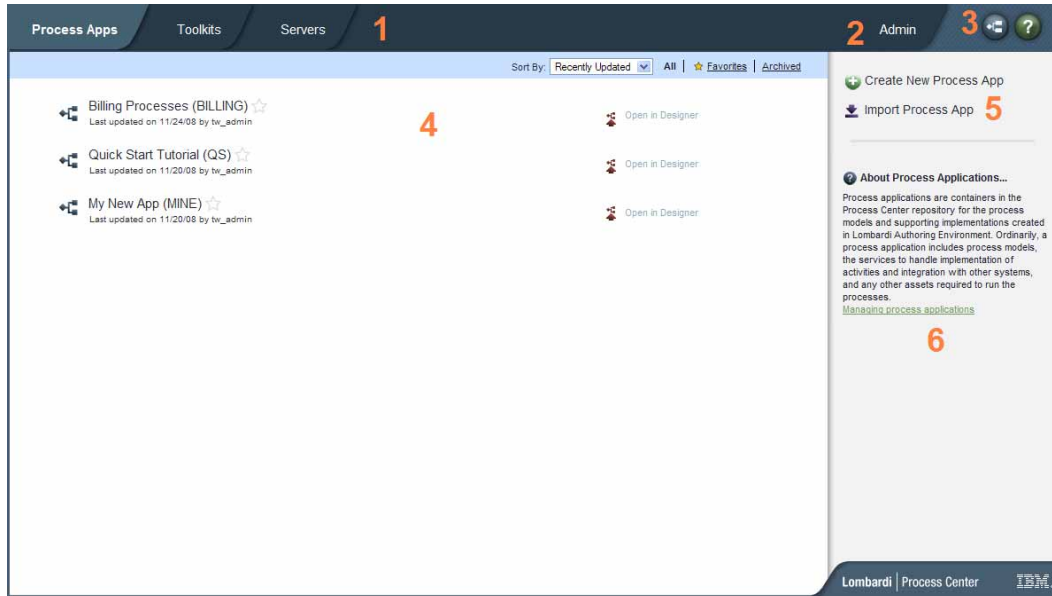 Process Apps Toolkits Servers 1 2 Admin 3 ?
Sort By: Recently Updated All | Favorites | Archived
Billing Processes (BILLING)
Last updated on 11/24/08 by tw_admin
Open in Designer
4
Quick Start Tutorial (QS)
Last updated on 11/20/08 by tw_admin
Open in Designer
My New App (MINE)
Last updated on 11/20/08 by tw_admin
Open in Designer
Create New Process App
Import Process App 5
? About Process Applications...
Process applications are containers in the
Process Center repository for the process
models and supporting implementations created
in Lombardi Authoring Environment. Ordinarily, a
process application includes process models,
the services to handle implementation of
activities and integration with other systems,
and any other assets required to run the
processes.
Managing process applications
6
Lombardi | Process Center IBM.